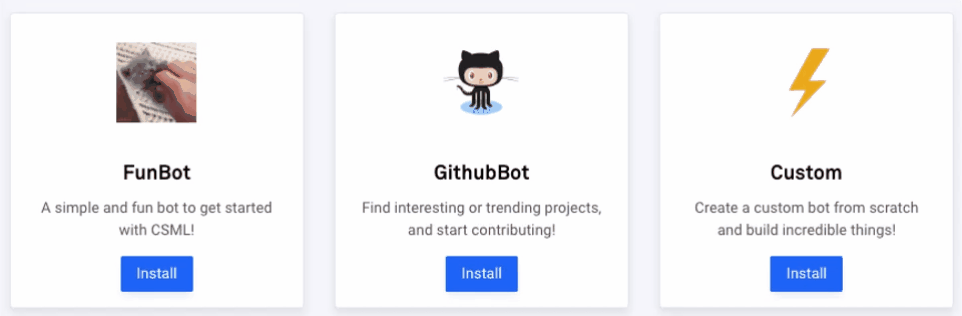 FunBot
A simple and fun bot to get started
with CSML!
Install
GithubBot
Find interesting or trending projects,
and start contributing!
Install
Custom
Create a custom bot from scratch
and build incredible things!
Install